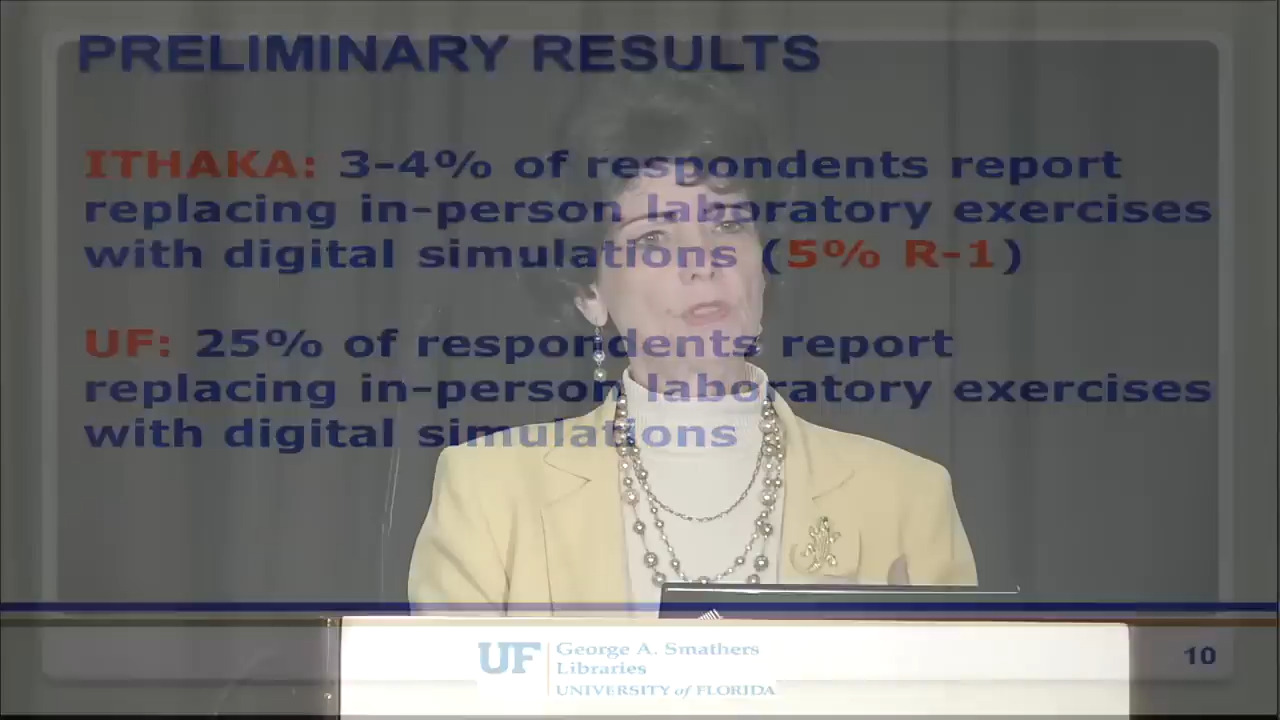 PRELIMINARY RESULTS
ITHAKA: 3-4% of respondents report
replacing in-person laboratory exercises
with digital simulations (5% R-1)
UF: 25% of respondents report
replacing in-person laboratory exercises
with digital simulations
UF George A. Smathers
Libraries
UNIVERSITY of FLORIDA
10